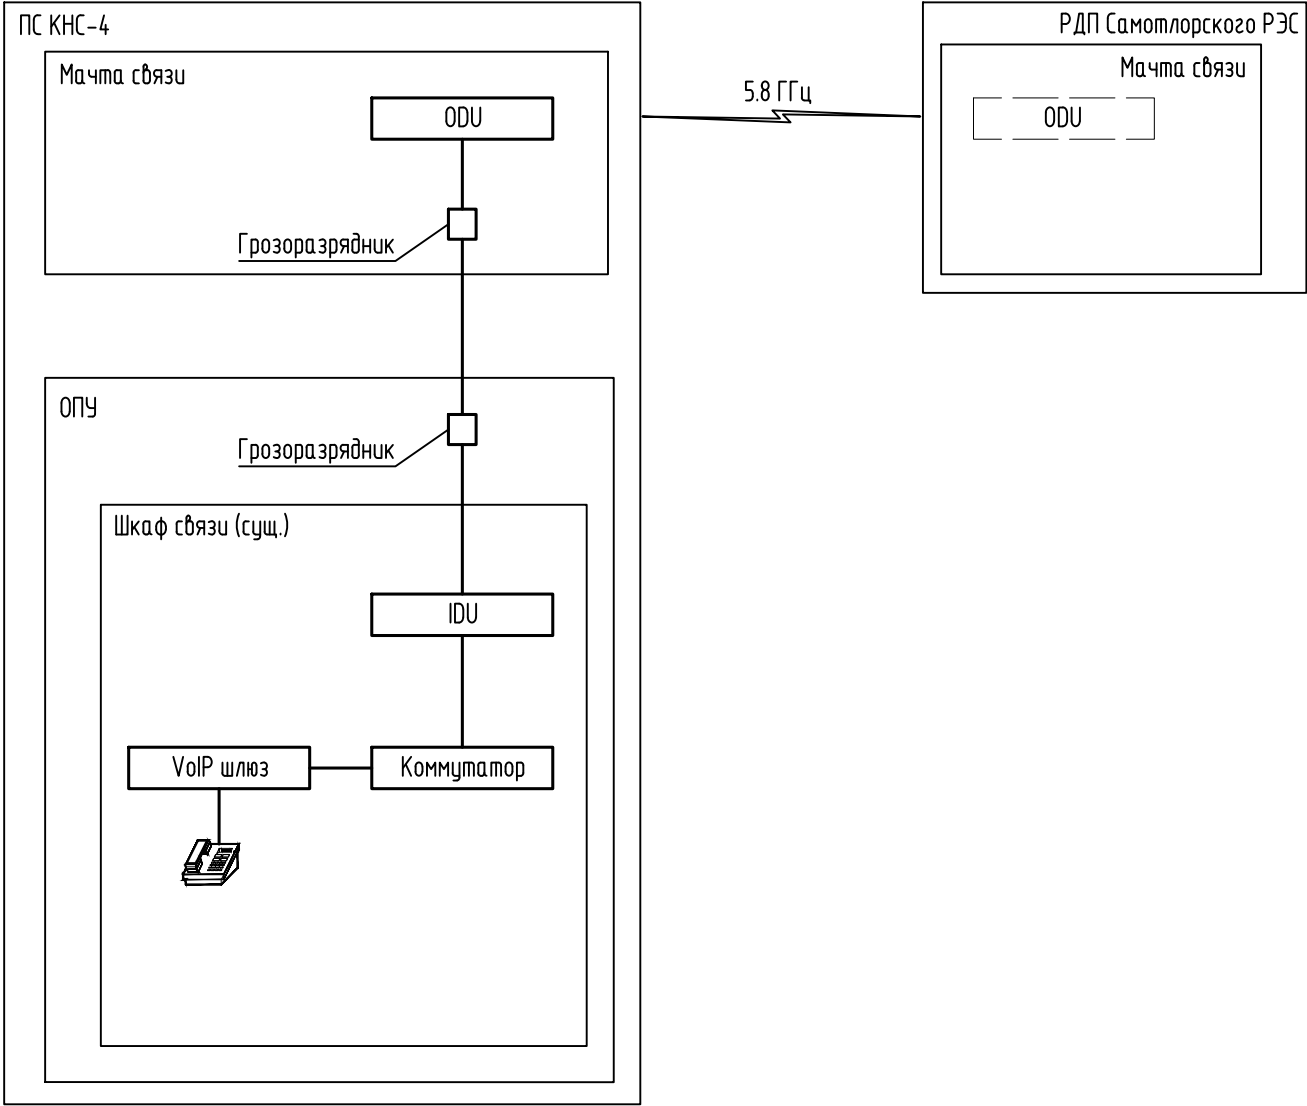 ПС КНС-4
РДП Самотлорского РЭС
Мачта связи
Мачта связи
5.8 ГГц
ODU
ODU
Грозоразрядник
ОПУ
Грозоразрядник
Шкаф связи (сущ.)
IDU
VoIP шлюз
Коммутатор